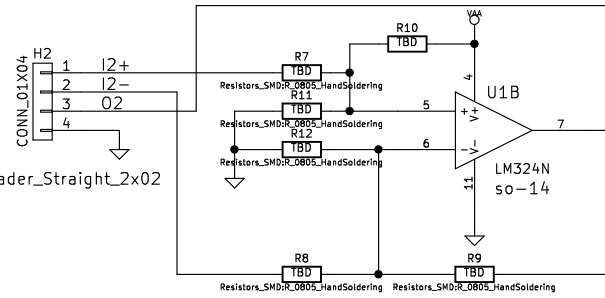 VAA
R10
TBD
H2
CONN_01X04
1 I2+
2 I2-
3 O2
4
R7
TBD
Resistors_SMD:R_0805_HandSoldering
R11
TBD
Resistors_SMD:R_0805_HandSoldering
R12
TBD
Resistors_SMD:R_0805_HandSoldering
4
U1B
5
+ V+
7
6
- V-
11
LM324N
so-14
ader_Straight_2x02
R8
TBD
Resistors_SMD:R_0805_HandSoldering
R9
TBD
Resistors_SMD:R_0805_HandSoldering